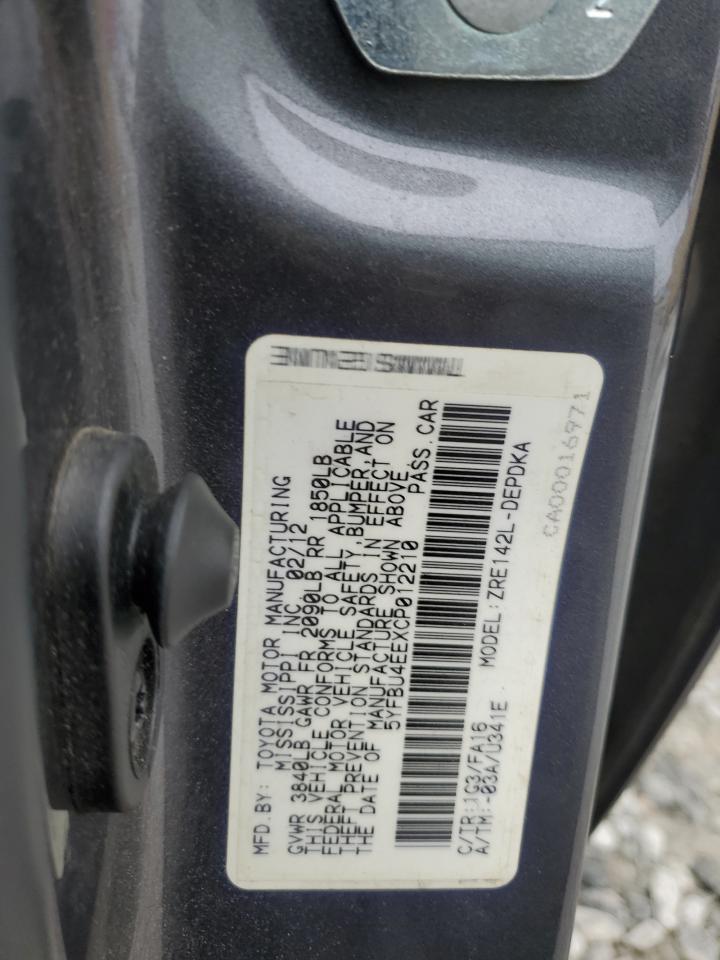 MFD.BY: TOYOTA MOTOR MANUFACTURING
MISSISSIPPI INC 02/12
GVWR 3840LB GAWR FR 2090LB RR 1850LB
THIS VEHICLE CONFORMS TO ALL APPLICABLE
FEDERAL MOTOR VEHICLE SAFETY,BUMPER,AND
THEFT PREVENTION STANDARDS IN EFFECT ON
THE DATE OF MANUFACTURE SHOWN ABOVE.
5YFBU4EEXCP012210 PASS.CAR
C/TR:1G3/FA16 MODEL:ZRE142L-DEPDKA
A/TM:-03A/U341E
CA00016971